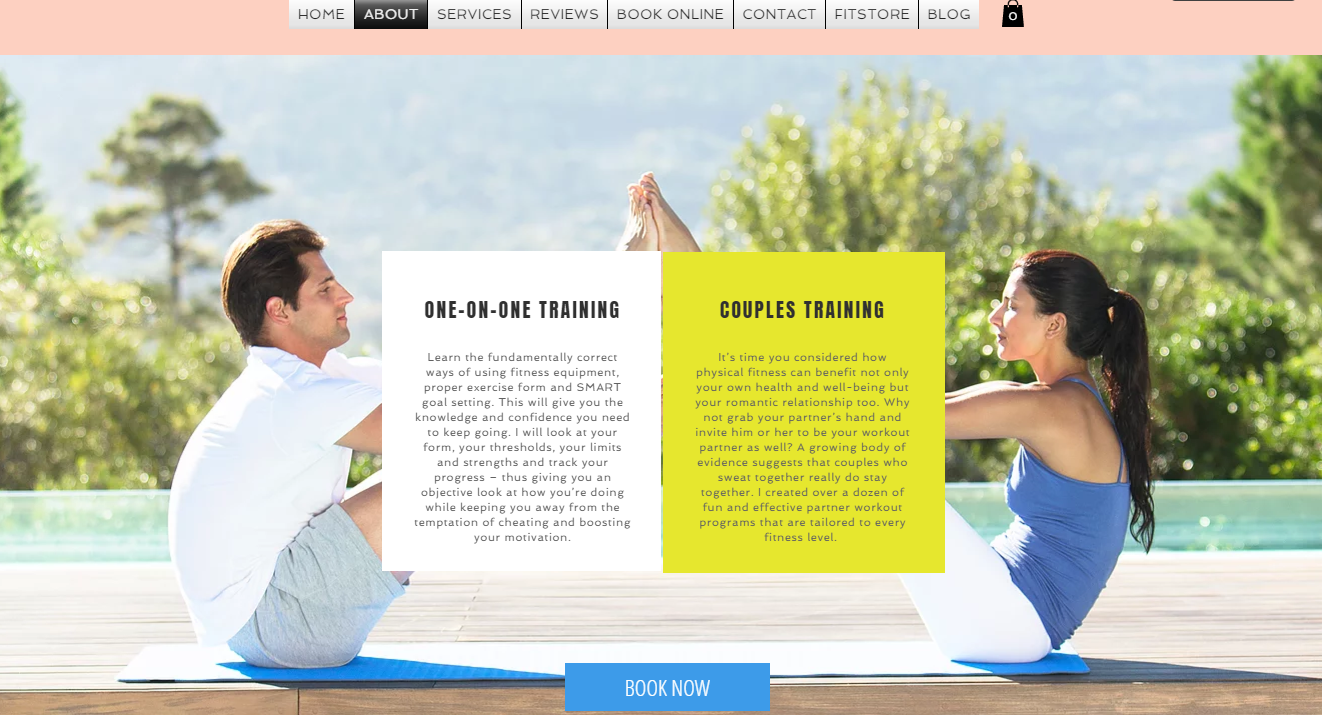 HOME ABOUT SERVICES REVIEWS BOOK ONLINE CONTACT FITSTORE BLOG 0
ONE-ON-ONE TRAINING
Learn the fundamentally correct
ways of using fitness equipment,
proper exercise form and SMART
goal setting. This will give you the
knowledge and confidence you need
to keep going. I will look at your
form, your thresholds, your limits
and strengths and track your
progress – thus giving you an
objective look at how you're doing
while keeping you away from the
temptation of cheating and boosting
your motivation.
COUPLES TRAINING
It's time you considered how
physical fitness can benefit not only
your own health and well-being but
your romantic relationship too. Why
not grab your partner's hand and
invite him or her to be your workout
partner as well? A growing body of
evidence suggests that couples who
sweat together really do stay
together. I created over a dozen of
fun and effective partner workout
programs that are tailored to every
fitness level.
BOOK NOW